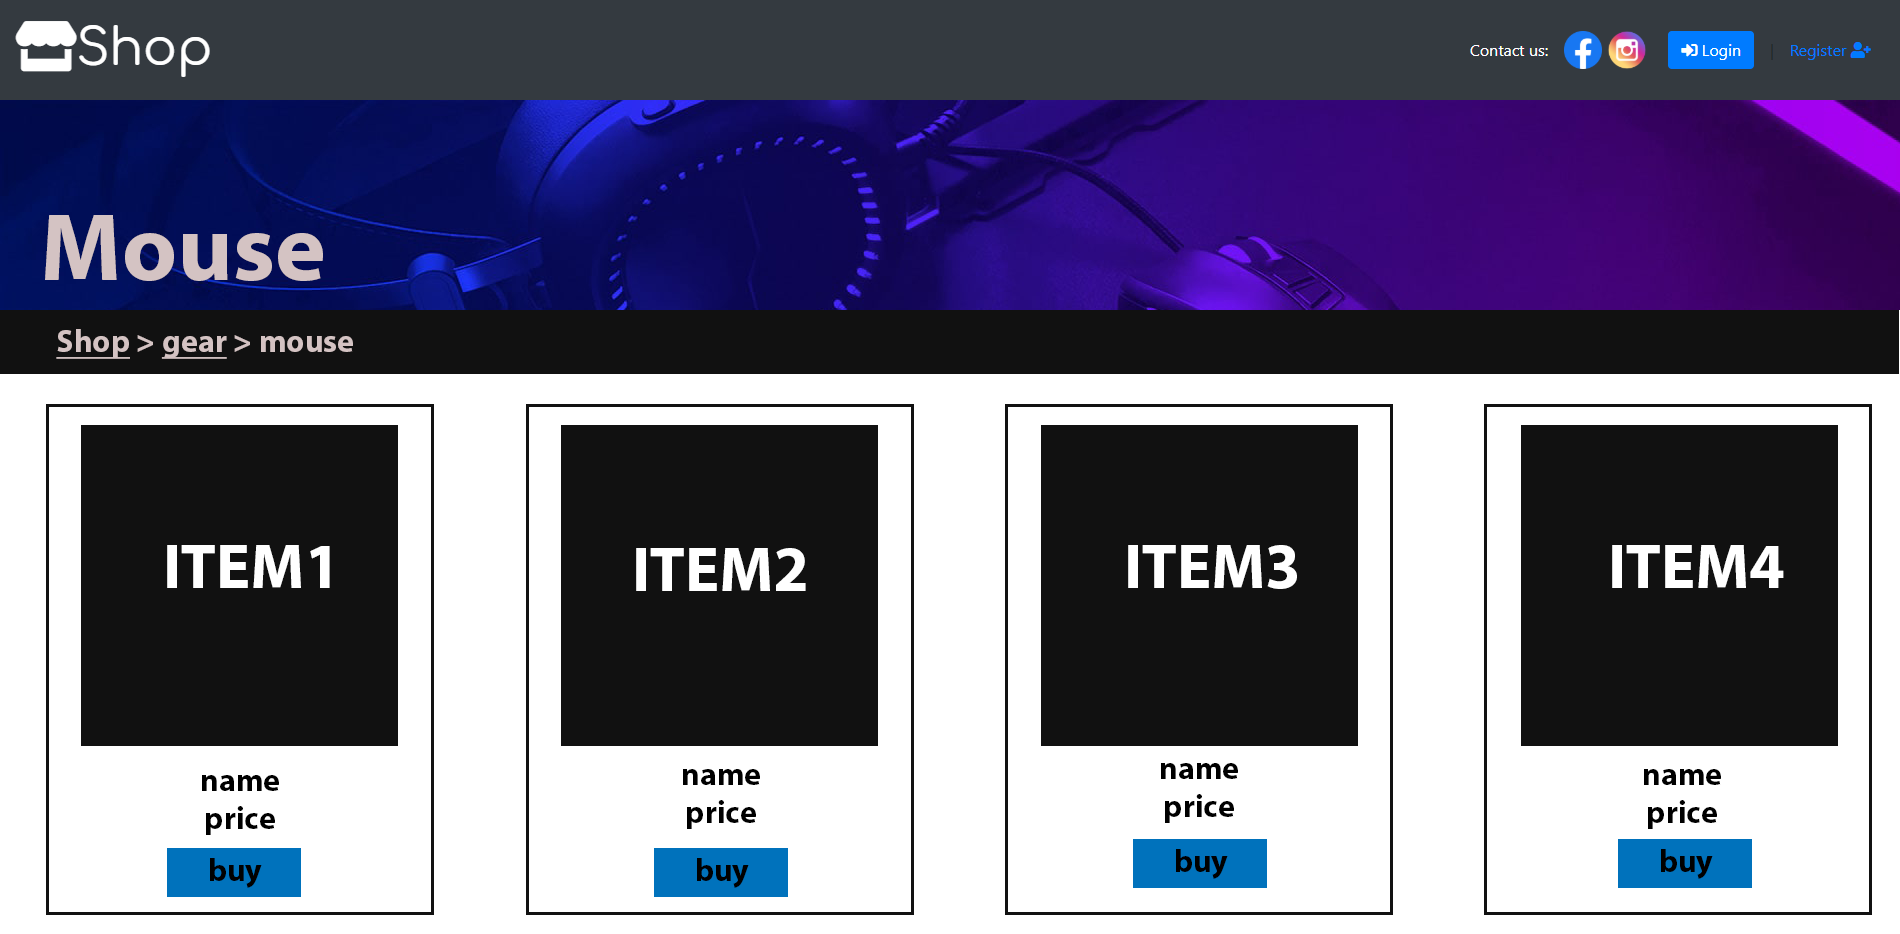 Shop
Contact us:
Login
|
Register
Mouse
Shop > gear > mouse
ITEM1
ITEM2
ITEM3
ITEM4
name
price
buy
name
price
buy
name
price
buy
name
price
buy